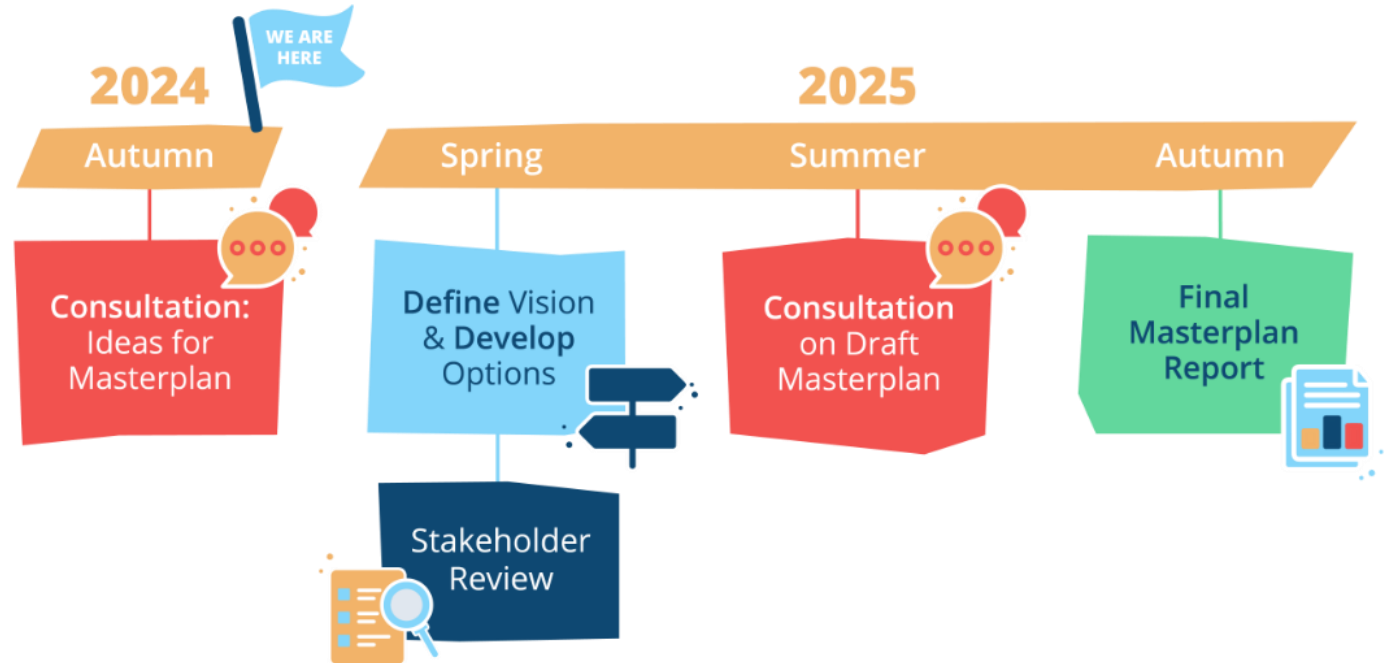 WE ARE
HERE
2024
2025
Autumn
Spring
Summer
Autumn
Consultation:
Ideas for
Masterplan
Define Vision
& Develop
Options
Consultation
on Draft
Masterplan
Final
Masterplan
Report
Stakeholder
Review